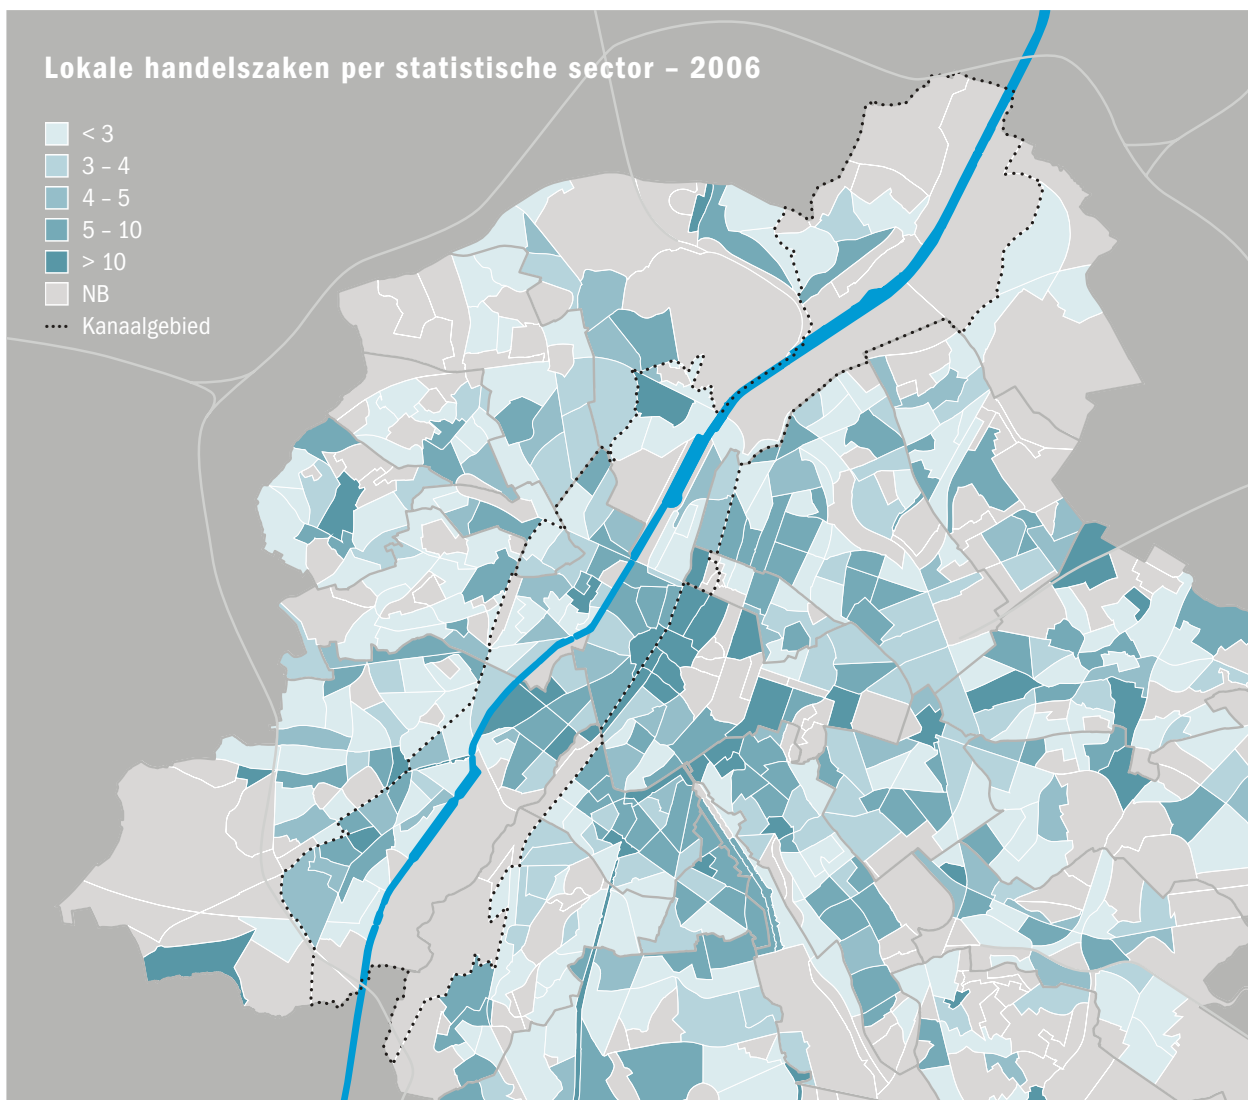 Lokale handelszaken per statistische sector – 2006
< 3
3 – 4
4 – 5
5 – 10
> 10
NB
Kanaalgebied